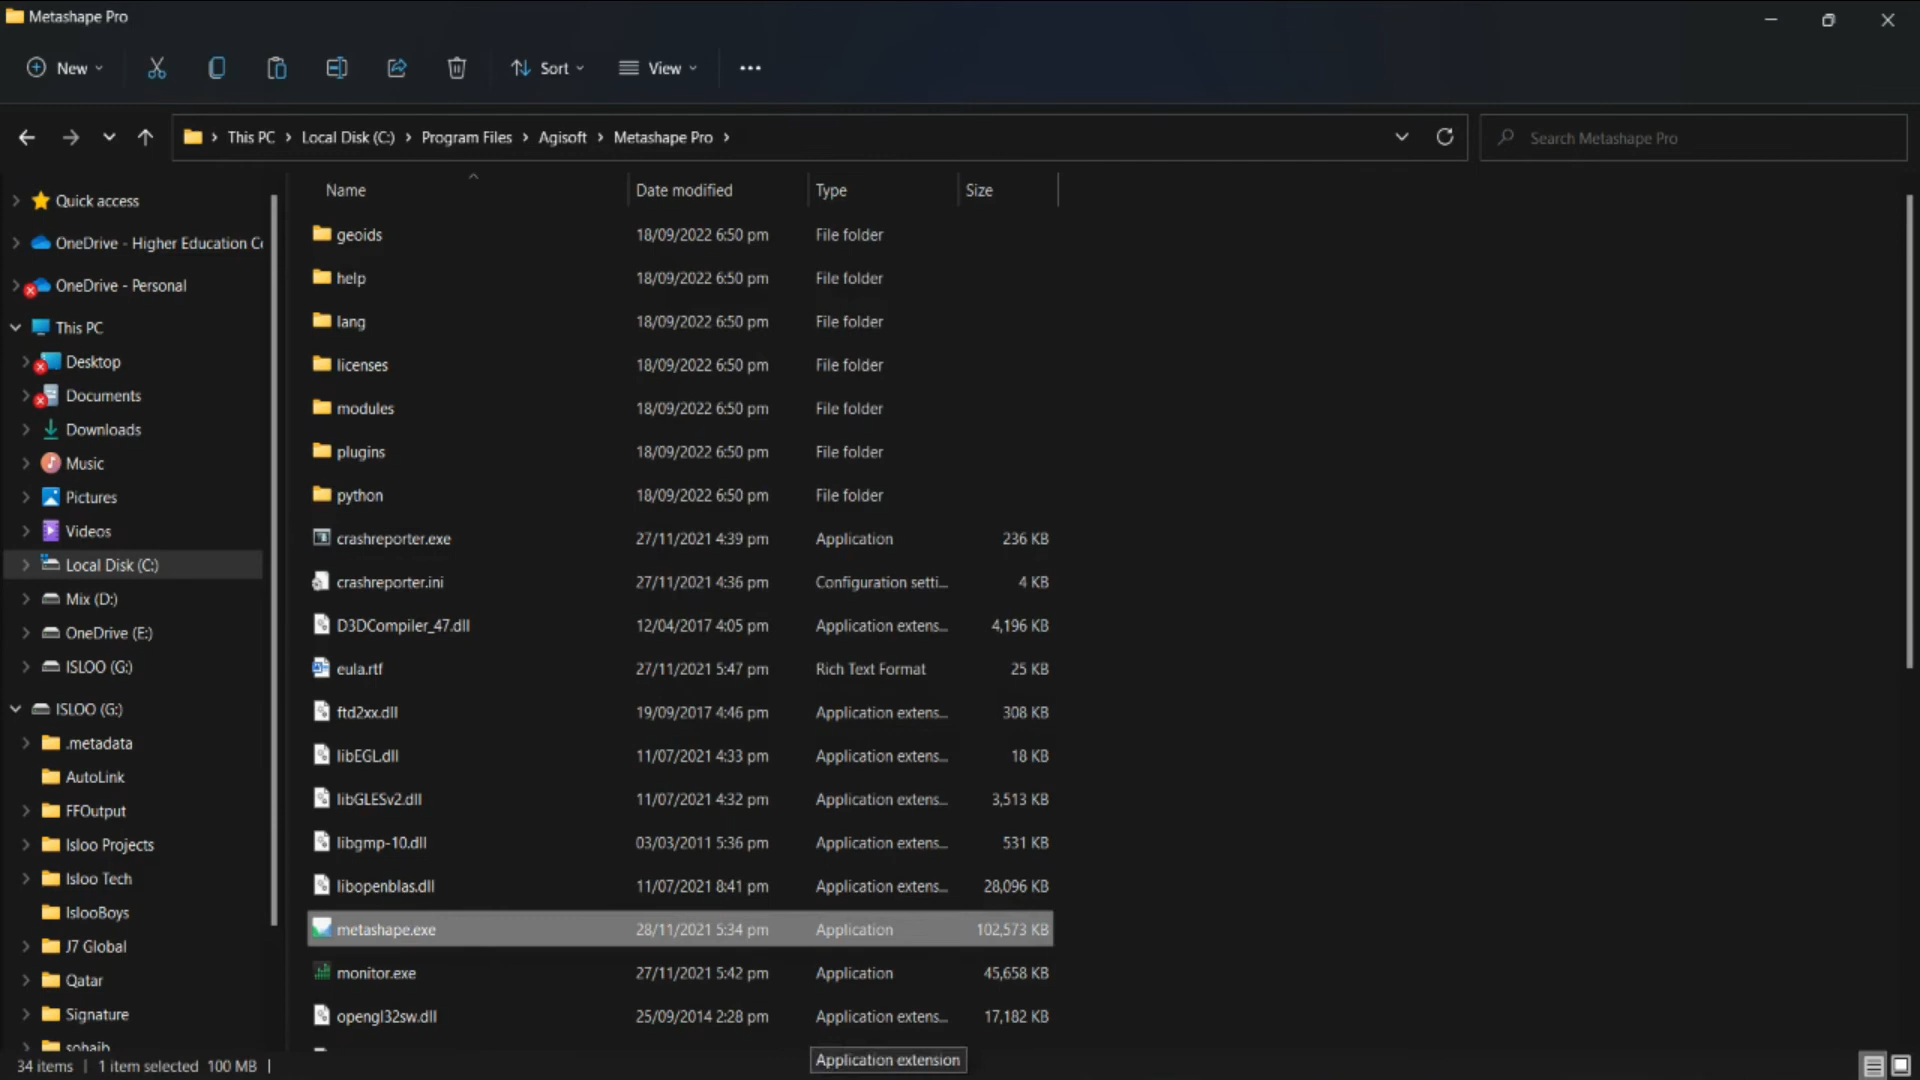 Metashape Pro
New
Sort
View
This PC
Local Disk (C:)
Program Files
Agisoft
Metashape Pro
Search Metashape Pro
Quick access
OneDrive - Higher Education C
OneDrive - Personal
This PC
Desktop
Documents
Downloads
Music
Pictures
Videos
Local Disk (C:)
Mix (D:)
OneDrive (E:)
ISLOO (G:)
ISLOO (G:)
.metadata
AutoLink
FFOutput
Isloo Projects
Isloo Tech
IslooBoys
J7 Global
Qatar
Signature
sohaib
Name Date modified Type Size
geoids 18/09/2022 6:50 pm File folder
help 18/09/2022 6:50 pm File folder
lang 18/09/2022 6:50 pm File folder
licenses 18/09/2022 6:50 pm File folder
modules 18/09/2022 6:50 pm File folder
plugins 18/09/2022 6:50 pm File folder
python 18/09/2022 6:50 pm File folder
crashreporter.exe 27/11/2021 4:39 pm Application 236 KB
crashreporter.ini 27/11/2021 4:36 pm Configuration setti... 4 KB
D3DCompiler_47.dll 12/04/2017 4:05 pm Application extens... 4,196 KB
eula.rtf 27/11/2021 5:47 pm Rich Text Format 25 KB
ftd2xx.dll 19/09/2017 4:46 pm Application extens... 308 KB
libEGL.dll 11/07/2021 4:33 pm Application extens... 18 KB
libGLESv2.dll 11/07/2021 4:32 pm Application extens... 3,513 KB
libgmp-10.dll 03/03/2011 5:36 pm Application extens... 531 KB
libopenblas.dll 11/07/2021 8:41 pm Application extens... 28,096 KB
metashape.exe 28/11/2021 5:34 pm Application 102,573 KB
monitor.exe 27/11/2021 5:42 pm Application 45,658 KB
opengl32sw.dll 25/09/2014 2:28 pm Application extens... 17,182 KB
Application extension
34 items 1 item selected 100 MB